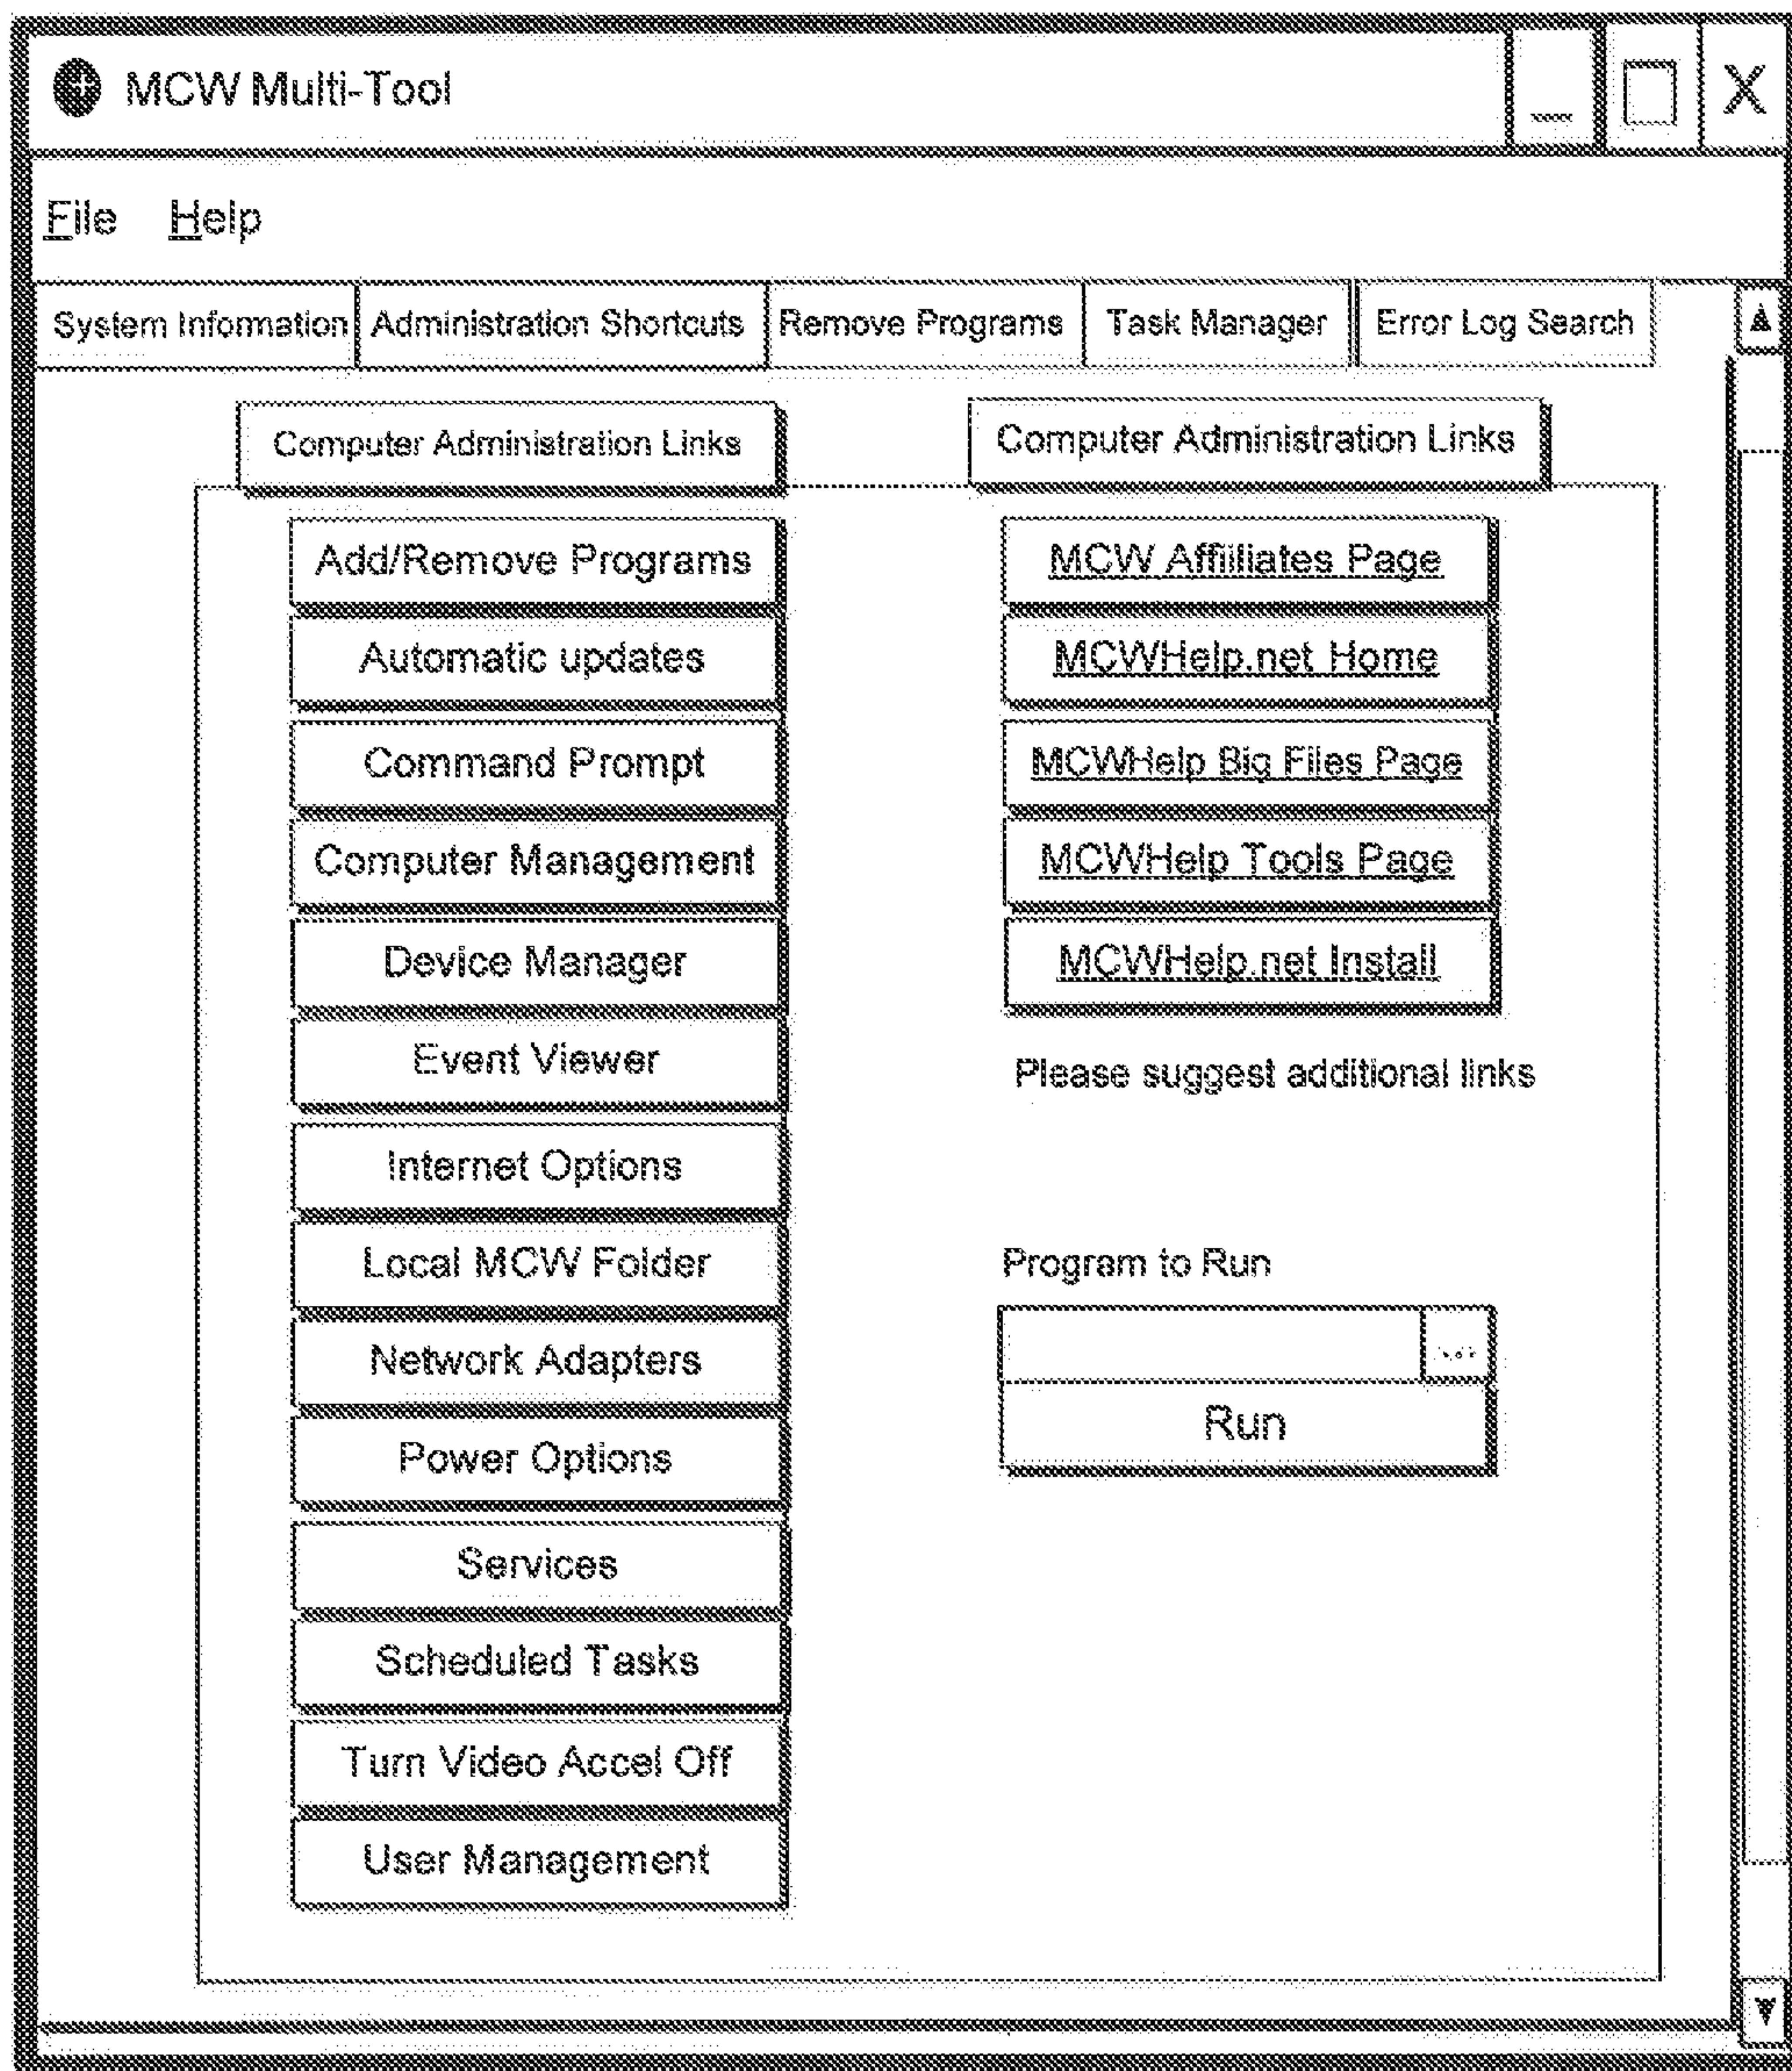 MCW Multi-Tool
File Help
System Information Administration Shortcuts Remove Programs Task Manager Error Log Search
Computer Administration Links
Add/Remove Programs
Automatic updates
Command Prompt
Computer Management
Device Manager
Event Viewer
Internet Options
Local MCW Folder
Network Adapters
Power Options
Services
Scheduled Tasks
Turn Video Accel Off
User Management
Computer Administration Links
MCW Affilliates Page
MCWHelp.net Home
MCWHelp Big Files Page
MCWHelp Tools Page
MCWHelp.net Install
Please suggest additional links
Program to Run
...
Run